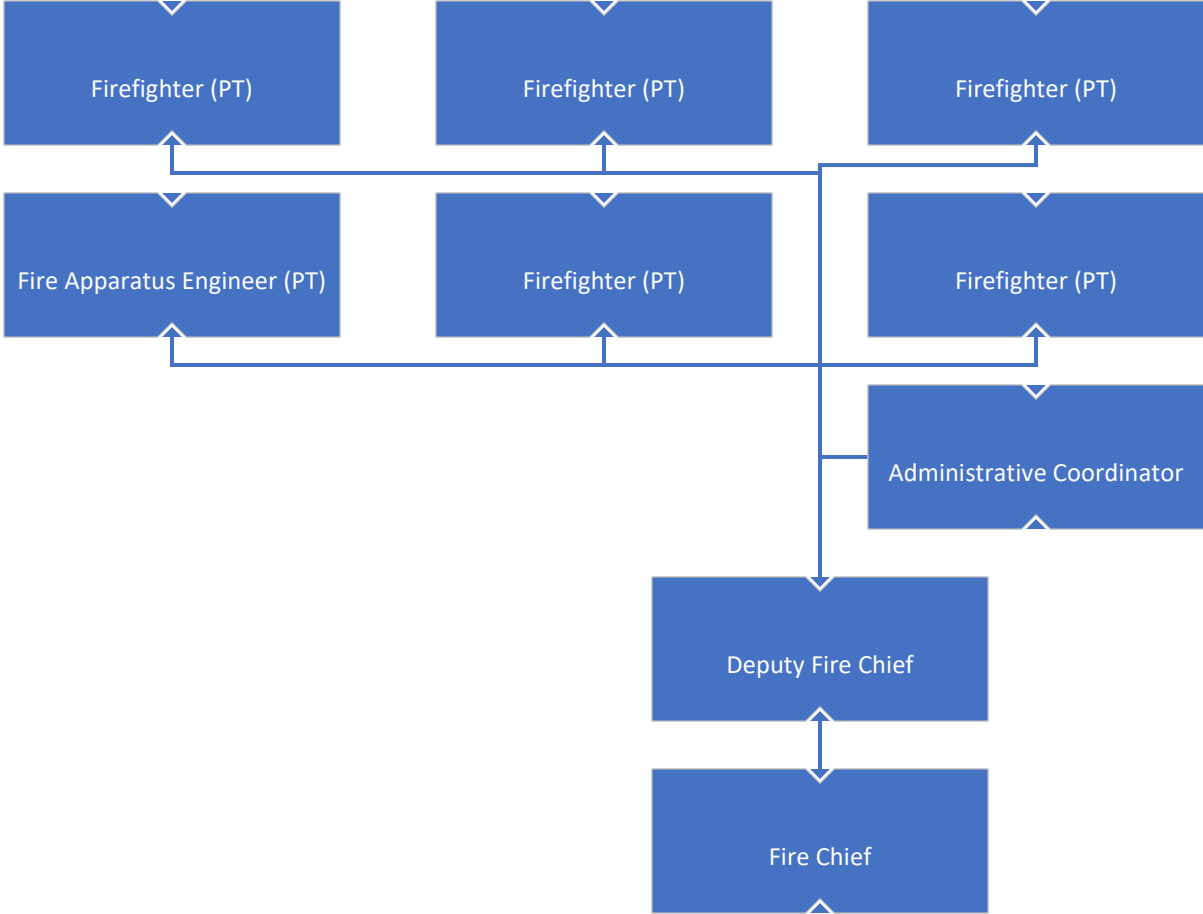 Firefighter (PT)
Firefighter (PT)
Firefighter (PT)
Fire Apparatus Engineer (PT)
Firefighter (PT)
Firefighter (PT)
Administrative Coordinator
Deputy Fire Chief
Fire Chief